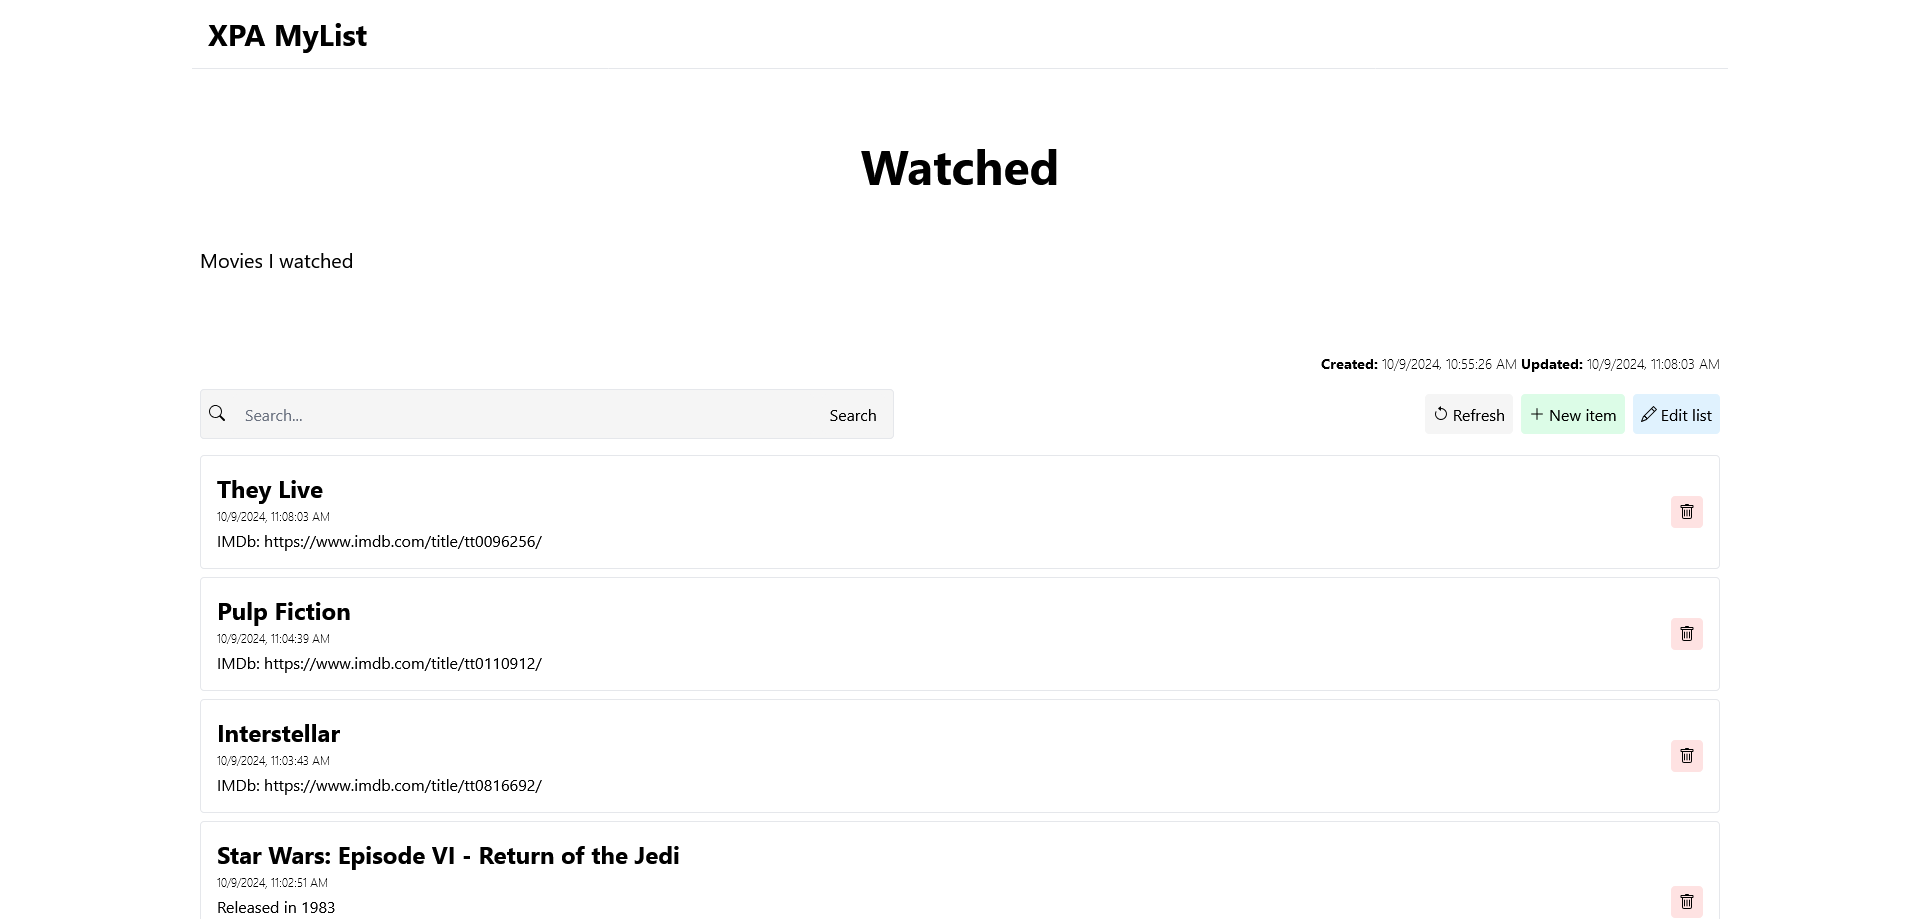 XPA MyList
Watched
Movies I watched
Created: 10/9/2024, 10:55:26 AM Updated: 10/9/2024, 11:08:03 AM
Search... Search Refresh New item Edit list
They Live
10/9/2024, 11:08:03 AM
IMDb: https://www.imdb.com/title/tt0096256/
Pulp Fiction
10/9/2024, 11:04:39 AM
IMDb: https://www.imdb.com/title/tt0110912/
Interstellar
10/9/2024, 11:03:43 AM
IMDb: https://www.imdb.com/title/tt0816692/
Star Wars: Episode VI - Return of the Jedi
10/9/2024, 11:02:51 AM
Released in 1983